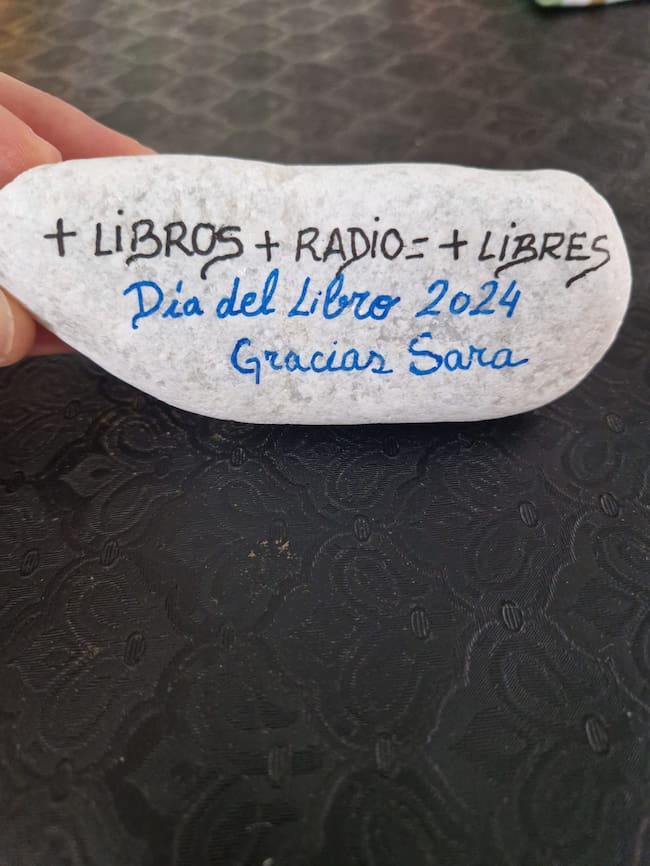 + LiBROS + RADIO = + LiBRES
Día del Libro 2024
Gracias Sara